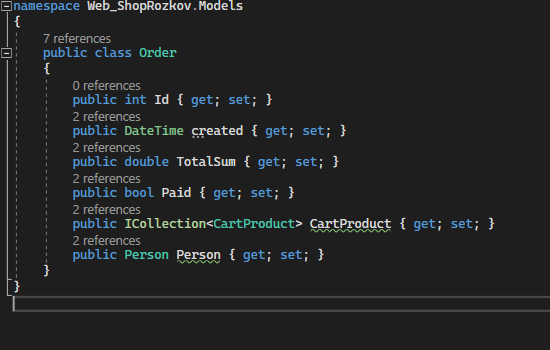 namespace Web_ShopRozkov.Models
{
7 references
public class Order
{
0 references
public int Id { get; set; }
2 references
public DateTime created { get; set; }
2 references
public double TotalSum { get; set; }
2 references
public bool Paid { get; set; }
2 references
public ICollection<CartProduct> CartProduct { get; set; }
2 references
public Person Person { get; set; }
}
}